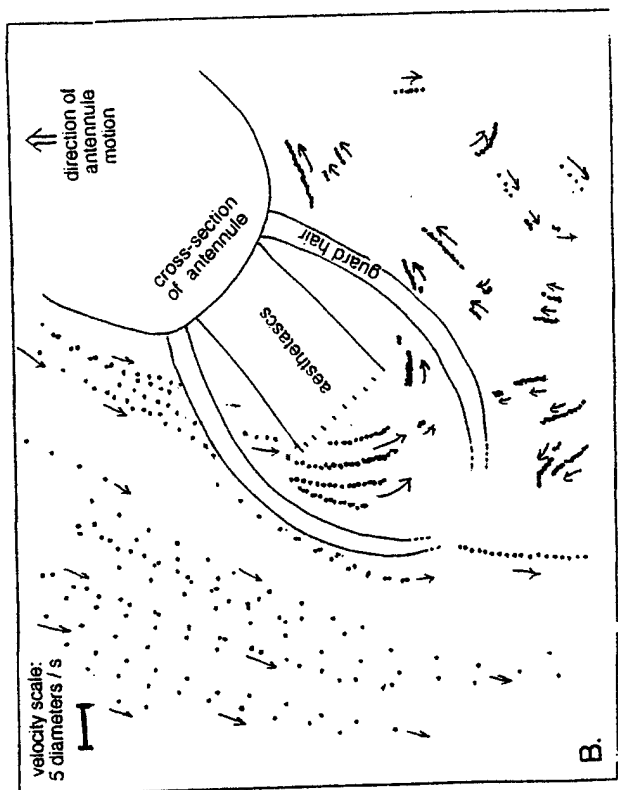 direction of
antennule
motion
cross-section
of antennule
guard hair
aesthetascs
velocity scale:
5 diameters / s
B.